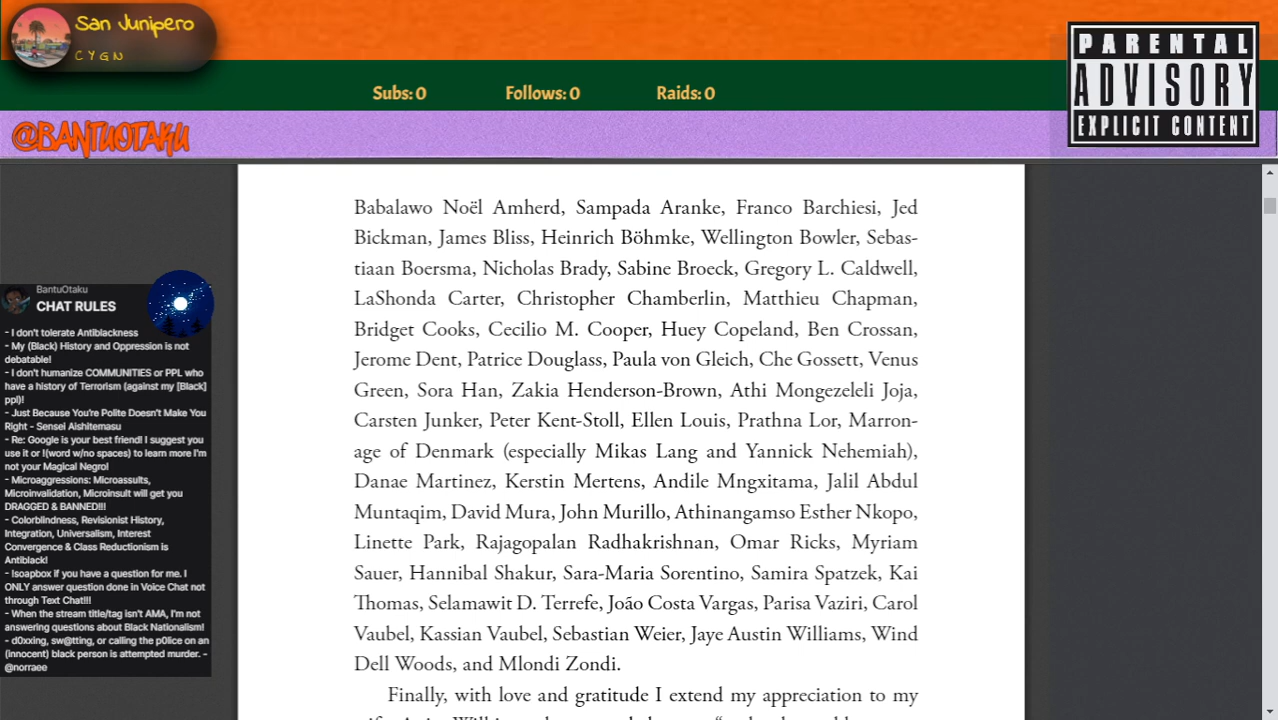 San Junipero
CYGN
PARENTAL
ADVISORY
EXPLICIT CONTENT
Subs: 0 Follows: 0 Raids: 0
@BANTUOTAKU
BantuOtaku
CHAT RULES
- I don't tolerate Antiblackness
- My (Black) History and Oppression is not
debatable!
- I don't humanize COMMUNITIES or PPL who
have a history of Terrorism (against my [Black]
ppl)!
- Just Because You're Polite Doesn't Make You
Right - Sensei Aishitemasu
- Re: Google is your best friend! I suggest you
use it or !(word w/no spaces) to learn more I'm
not your Magical Negro!
- Microaggressions: Microassults,
Microinvalidation, Microinsult will get you
DRAGGED & BANNED!!!
- Colorblindness, Revisionist History,
Integration, Universalism, Interest
Convergence & Class Reductionism is
Antiblack!
- !soapbox if you have a question for me. I
ONLY answer question done in Voice Chat not
through Text Chat!!!
- When the stream title/tag isn't AMA, I'm not
answering questions about Black Nationalism!
- d0xxing, sw@tting, or calling the p0lice on an
(innocent) black person is attempted murder. -
@norraee
Babalawo Noël Amherd, Sampada Aranke, Franco Barchiesi, Jed
Bickman, James Bliss, Heinrich Böhmke, Wellington Bowler, Sebas-
tiaan Boersma, Nicholas Brady, Sabine Broeck, Gregory L. Caldwell,
LaShonda Carter, Christopher Chamberlin, Matthieu Chapman,
Bridget Cooks, Cecilio M. Cooper, Huey Copeland, Ben Crossan,
Jerome Dent, Patrice Douglass, Paula von Gleich, Che Gossett, Venus
Green, Sora Han, Zakia Henderson-Brown, Athi Mongezeleli Joja,
Carsten Junker, Peter Kent-Stoll, Ellen Louis, Prathna Lor, Marron-
age of Denmark (especially Mikas Lang and Yannick Nehemiah),
Danae Martinez, Kerstin Mertens, Andile Mngxitama, Jalil Abdul
Muntaqim, David Mura, John Murillo, Athinangamso Esther Nkopo,
Linette Park, Rajagopalan Radhakrishnan, Omar Ricks, Myriam
Sauer, Hannibal Shakur, Sara-Maria Sorentino, Samira Spatzek, Kai
Thomas, Selamawit D. Terrefe, João Costa Vargas, Parisa Vaziri, Carol
Vaubel, Kassian Vaubel, Sebastian Weier, Jaye Austin Williams, Wind
Dell Woods, and Mlondi Zondi.
Finally, with love and gratitude I extend my appreciation to my